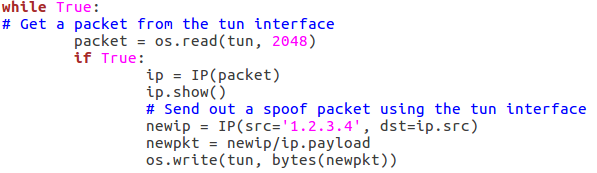 while True:
# Get a packet from the tun interface
        packet = os.read(tun, 2048)
        if True:
                ip = IP(packet)
                ip.show()
                # Send out a spoof packet using the tun interface
                newip = IP(src='1.2.3.4', dst=ip.src)
                newpkt = newip/ip.payload
                os.write(tun, bytes(newpkt))